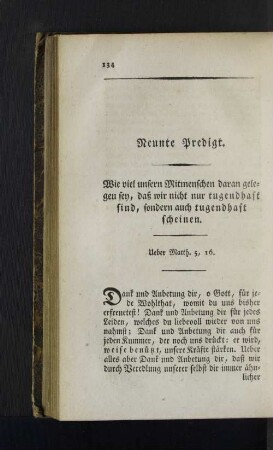 134
Neunte Predigt.
Wie viel unsern Mitmenschen daran gele-
gen sey, daß wir nicht nur tugendhaft
sind, sondern auch tugendhaft
scheinen.
Ueber Matth. 5, 16.
Dank und Anbetung dir, o Gott, für je-
de Wohlthat, womit du uns bisher
erfreuetest! Dank und Anbetung dir für jedes
Leiden, welches du liebevoll wieder von uns
nahmst; Dank und Anbetung dir auch für
jeden Kummer, der noch uns drückt: er wird,
weise benützt, unsere Kräfte stärken. Ueber
alles aber Dank und Anbetung dir, daß wir
durch Veredlung unserer selbst dir immer ähn-
licher